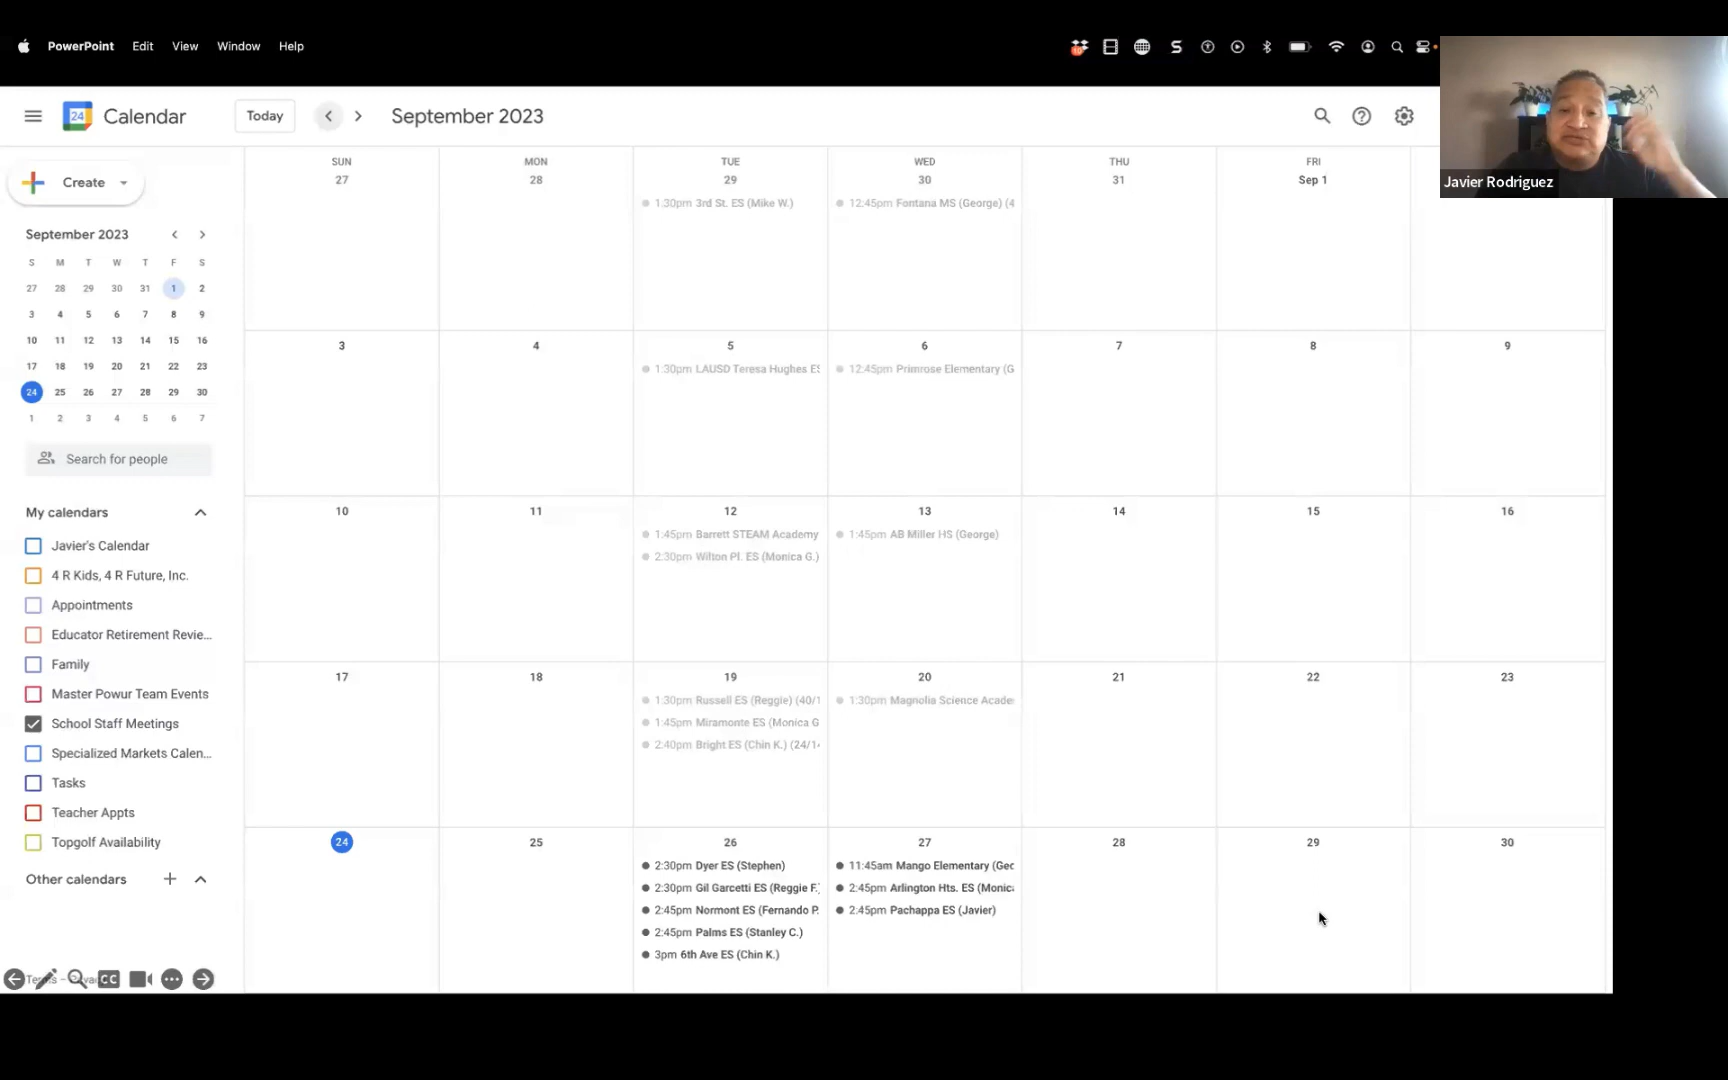 PowerPoint Edit View Window Help
24 Calendar Today September 2023
Javier Rodriguez
Create
September 2023
S M T W T F S
27 28 29 30 31 1 2
3 4 5 6 7 8 9
10 11 12 13 14 15 16
17 18 19 20 21 22 23
24 25 26 27 28 29 30
1 2 3 4 5 6 7
Search for people
My calendars
Javier's Calendar
4 R Kids, 4 R Future, Inc.
Appointments
Educator Retirement Revie...
Family
Master Powur Team Events
School Staff Meetings
Specialized Markets Calen...
Tasks
Teacher Appts
Topgolf Availability
Other calendars
CC
SUN MON TUE WED THU FRI
27 28 29 30 31 Sep 1
1:30pm 3rd St. ES (Mike W.)
12:45pm Fontana MS (George) (4
3 4 5 6 7 8 9
1:30pm LAUSD Teresa Hughes ES
12:45pm Primrose Elementary (G
10 11 12 13 14 15 16
1:45pm Barrett STEAM Academy
2:30pm Wilton Pl. ES (Monica G.)
1:45pm AB Miller HS (George)
17 18 19 20 21 22 23
1:30pm Russell ES (Reggie) (40/1
1:45pm Miramonte ES (Monica G
2:40pm Bright ES (Chin K.) (24/1
1:30pm Magnolia Science Acade
24 25 26 27 28 29 30
2:30pm Dyer ES (Stephen)
2:30pm Gil Garcetti ES (Reggie F.
2:45pm Normont ES (Fernando P.
2:45pm Palms ES (Stanley C.)
3pm 6th Ave ES (Chin K.)
11:45am Mango Elementary (Geo
2:45pm Arlington Hts. ES (Monica
2:45pm Pachappa ES (Javier)